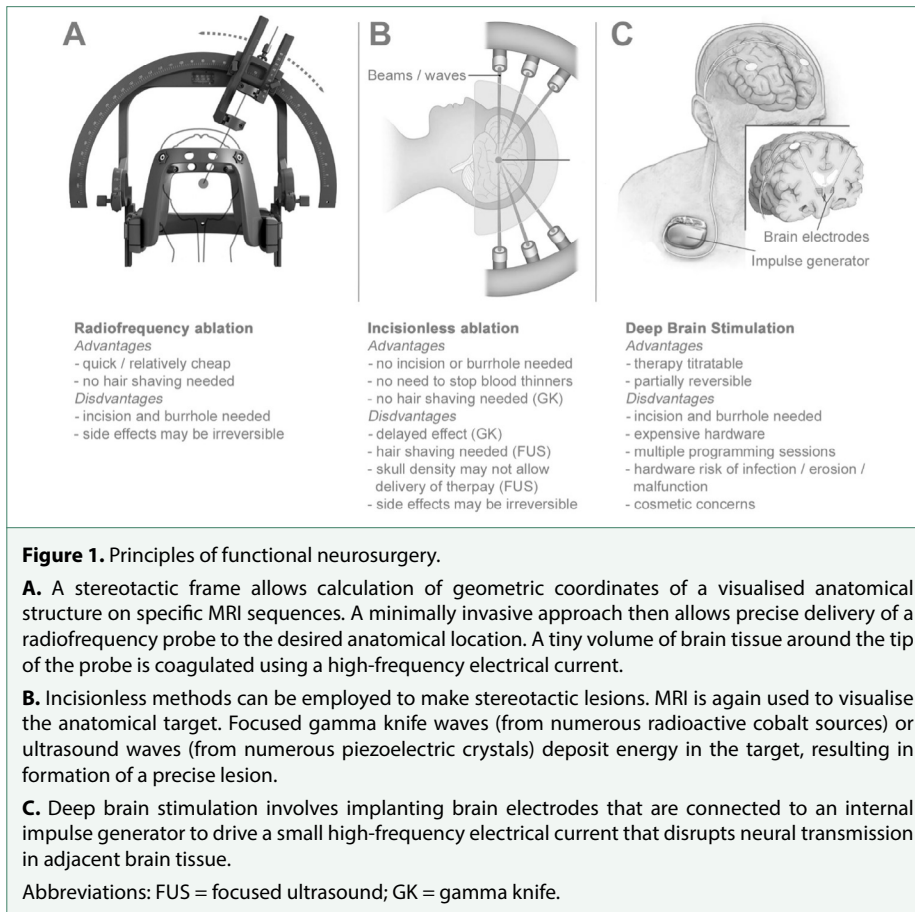 A
B
C
Beams / waves
Brain electrodes
Impulse generator
Radiofrequency ablation
Advantages
- quick / relatively cheap
- no hair shaving needed
Disdvantages
- incision and burrhole needed
- side effects may be irreversible
Incisionless ablation
Advantages
- no incision or burrhole needed
- no need to stop blood thinners
- no hair shaving needed (GK)
Disdvantages
- delayed effect (GK)
- hair shaving needed (FUS)
- skull density may not allow
delivery of therpay (FUS)
- side effects may be irreversible
Deep Brain Stimulation
Advantages
- therapy titratable
- partially reversible
Disdvantages
- incision and burrhole needed
- expensive hardware
- multiple programming sessions
- hardware risk of infection / erosion /
malfunction
- cosmetic concerns
Figure 1. Principles of functional neurosurgery.
A. A stereotactic frame allows calculation of geometric coordinates of a visualised anatomical
structure on specific MRI sequences. A minimally invasive approach then allows precise delivery of a
radiofrequency probe to the desired anatomical location. A tiny volume of brain tissue around the tip
of the probe is coagulated using a high-frequency electrical current.
B. Incisionless methods can be employed to make stereotactic lesions. MRI is again used to visualise
the anatomical target. Focused gamma knife waves (from numerous radioactive cobalt sources) or
ultrasound waves (from numerous piezoelectric crystals) deposit energy in the target, resulting in
formation of a precise lesion.
C. Deep brain stimulation involves implanting brain electrodes that are connected to an internal
impulse generator to drive a small high-frequency electrical current that disrupts neural transmission
in adjacent brain tissue.
Abbreviations: FUS = focused ultrasound; GK = gamma knife.